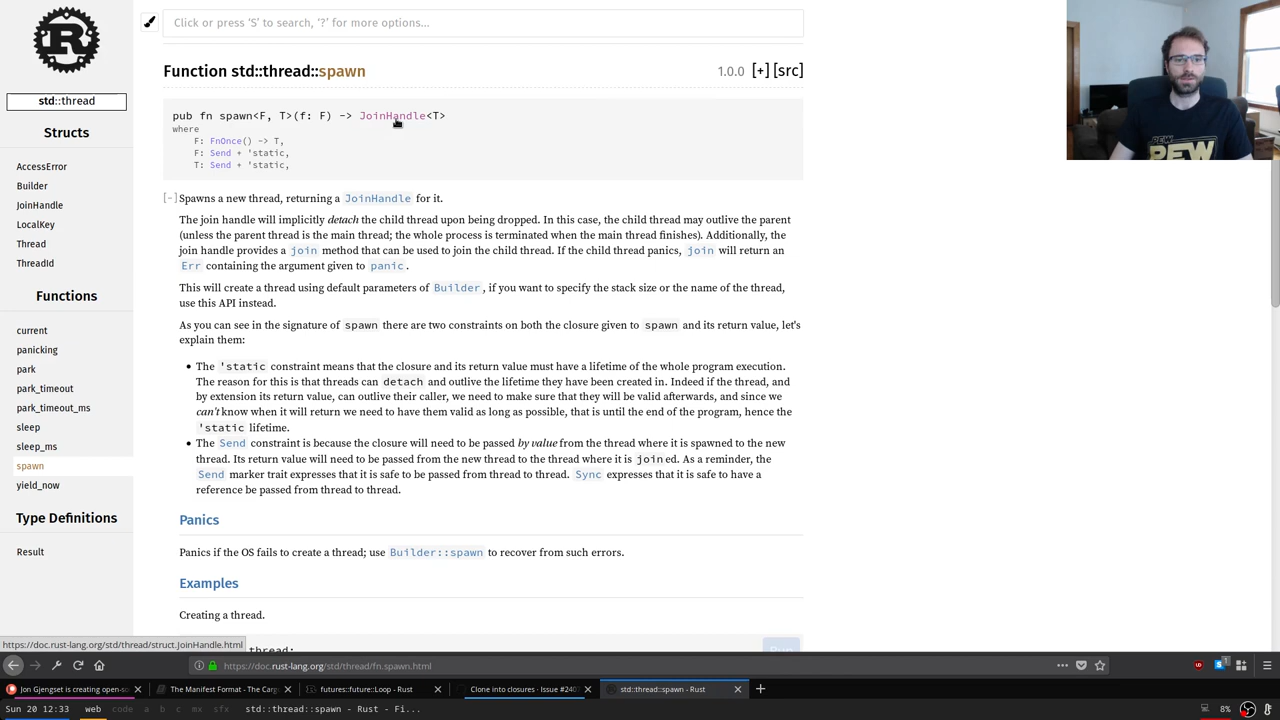 Click or press ‘S’ to search, ‘?’ for more options…
std::thread
Structs
AccessError
Builder
JoinHandle
LocalKey
Thread
ThreadId
Functions
current
panicking
park
park_timeout
park_timeout_ms
sleep
sleep_ms
spawn
yield_now
Type Definitions
Result
Function std::thread::spawn
1.0.0 [+] [src]
pub fn spawn<F, T>(f: F) -> JoinHandle<T>
where
F: FnOnce() -> T,
F: Send + 'static,
T: Send + 'static,
[-] Spawns a new thread, returning a JoinHandle for it.
The join handle will implicitly detach the child thread upon being dropped. In this case, the child thread may outlive the parent
(unless the parent thread is the main thread; the whole process is terminated when the main thread finishes). Additionally, the
join handle provides a join method that can be used to join the child thread. If the child thread panics, join will return an
Err containing the argument given to panic.
This will create a thread using default parameters of Builder, if you want to specify the stack size or the name of the thread,
use this API instead.
As you can see in the signature of spawn there are two constraints on both the closure given to spawn and its return value, let's
explain them:
• The 'static constraint means that the closure and its return value must have a lifetime of the whole program execution.
The reason for this is that threads can detach and outlive the lifetime they have been created in. Indeed if the thread, and
by extension its return value, can outlive their caller, we need to make sure that they will be valid afterwards, and since we
can't know when it will return we need to have them valid as long as possible, that is until the end of the program, hence the
'static lifetime.
• The Send constraint is because the closure will need to be passed by value from the thread where it is spawned to the new
thread. Its return value will need to be passed from the new thread to the thread where it is joined. As a reminder, the
Send marker trait expresses that it is safe to be passed from thread to thread. Sync expresses that it is safe to have a
reference be passed from thread to thread.
Panics
Panics if the OS fails to create a thread; use Builder::spawn to recover from such errors.
Examples
Creating a thread.
thread;
PEW
PEW
https://doc.rust-lang.org/std/thread/struct.JoinHandle.html
https://doc.rust-lang.org/std/thread/fn.spawn.html
Jon Gjengset is creating open-so
The Manifest Format - The Carg
futures::future::Loop - Rust
Clone into closures · Issue #240
std::thread::spawn - Rust
Sun 20 12:33 web code a b c mx sfx std::thread::spawn - Rust - Fi...
8%